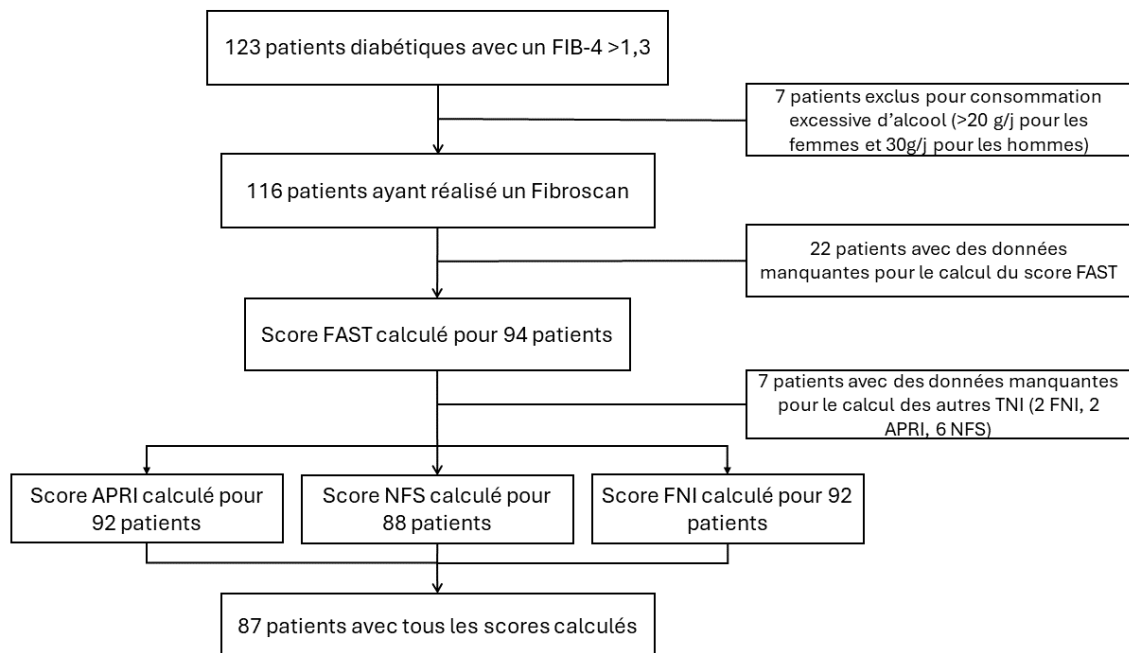 123 patients diabétiques avec un FIB-4 >1,3
7 patients exclus pour consommation
excessive d’alcool (>20 g/j pour les
femmes et 30g/j pour les hommes)
116 patients ayant réalisé un Fibroscan
22 patients avec des données
manquantes pour le calcul du score FAST
Score FAST calculé pour 94 patients
7 patients avec des données manquantes
pour le calcul des autres TNI (2 FNI, 2
APRI, 6 NFS)
Score APRI calculé pour
92 patients
Score NFS calculé pour
88 patients
Score FNI calculé pour 92
patients
87 patients avec tous les scores calculés